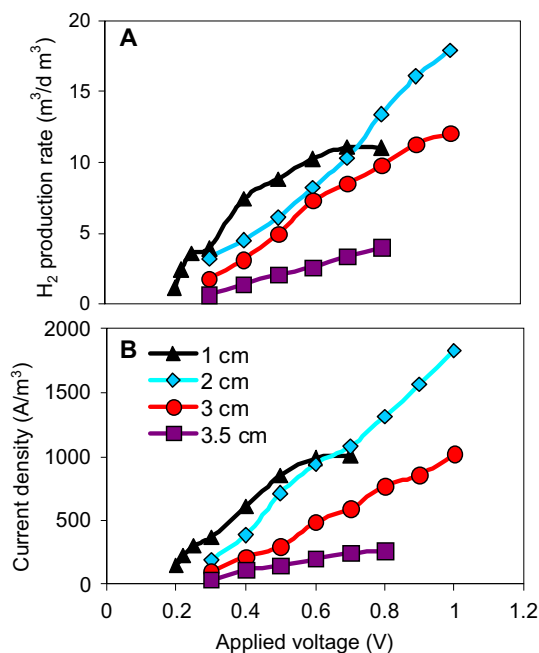 A
H₂ production rate (m³/d m³)
20
15
10
5
0
B
1 cm
2 cm
3 cm
3.5 cm
Current density (A/m³)
2000
1500
1000
500
0
0 0.2 0.4 0.6 0.8 1 1.2
Applied voltage (V)